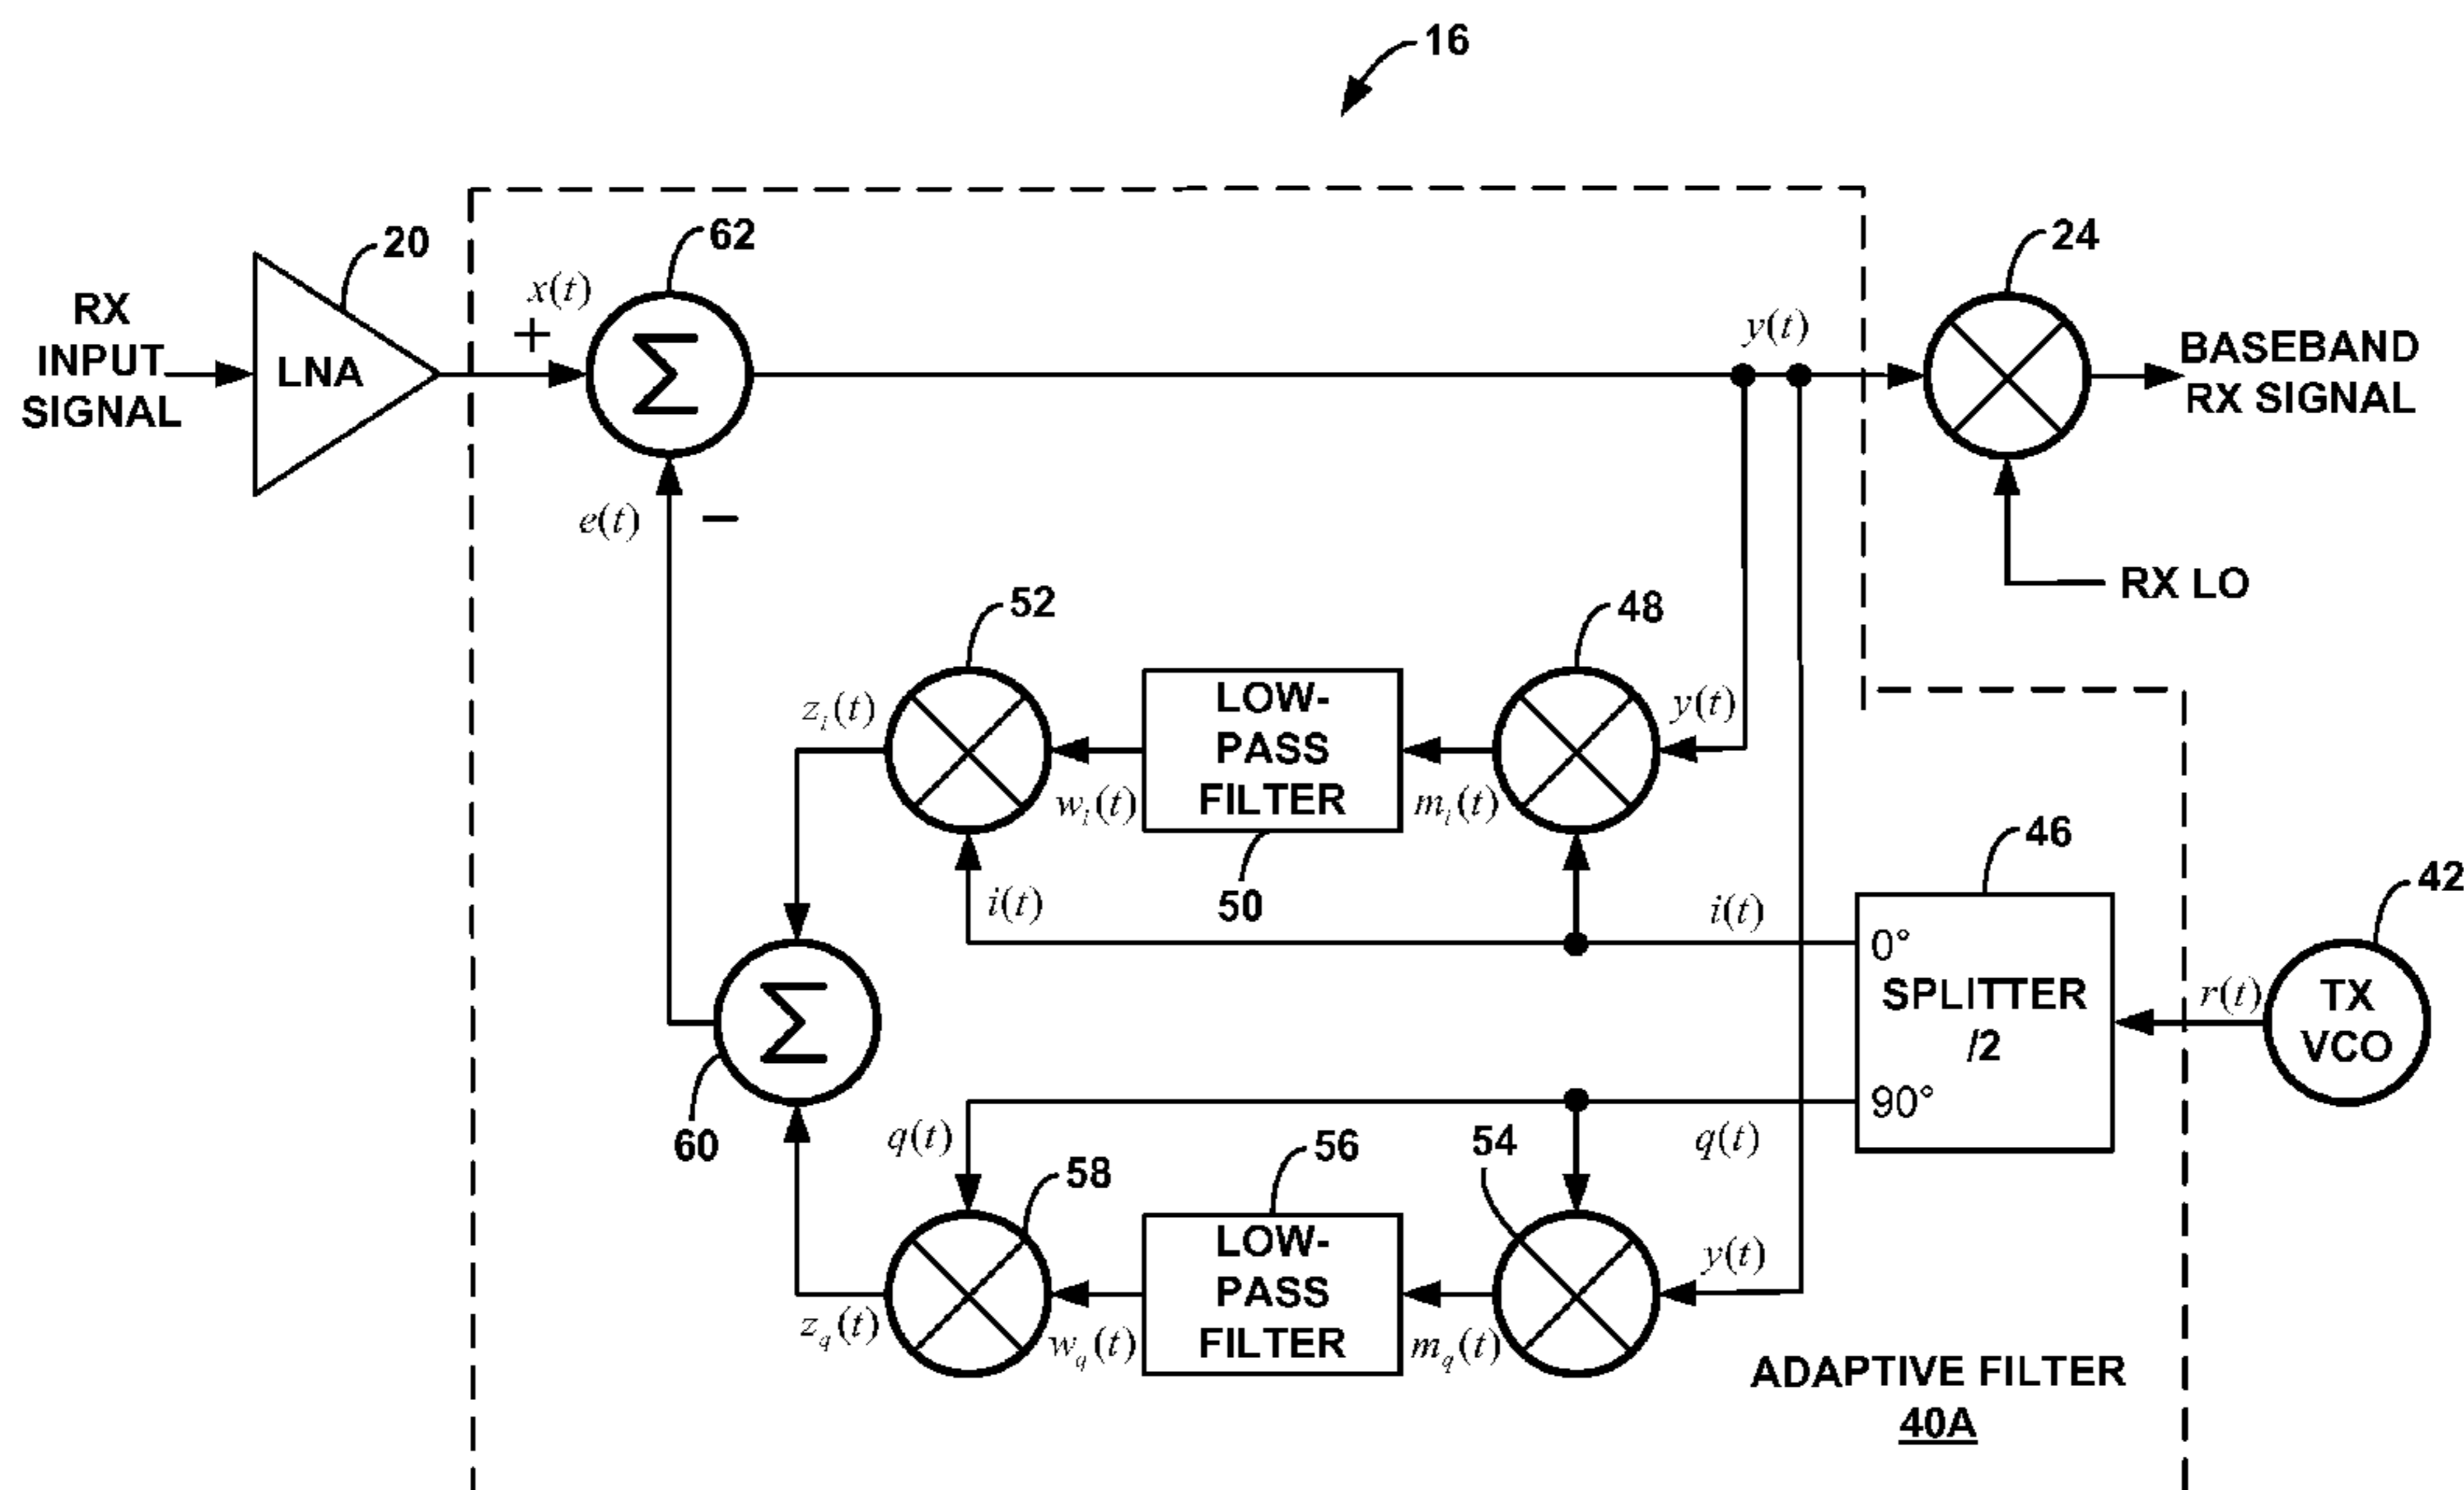 16
20
62
24
x(t)
+
y(t)
RX
INPUT
SIGNAL
LNA
Σ
BASEBAND
RX SIGNAL
e(t)
−
RX LO
52
48
z_i(t)
LOW-
PASS
FILTER
y(t)
w_i(t)
m_i(t)
50
46
42
i(t)
i(t)
0°
SPLITTER
/2
90°
r(t)
TX
VCO
Σ
60
q(t)
58
56
54
q(t)
LOW-
PASS
FILTER
y(t)
z_q(t)
w_q(t)
m_q(t)
ADAPTIVE FILTER
40A